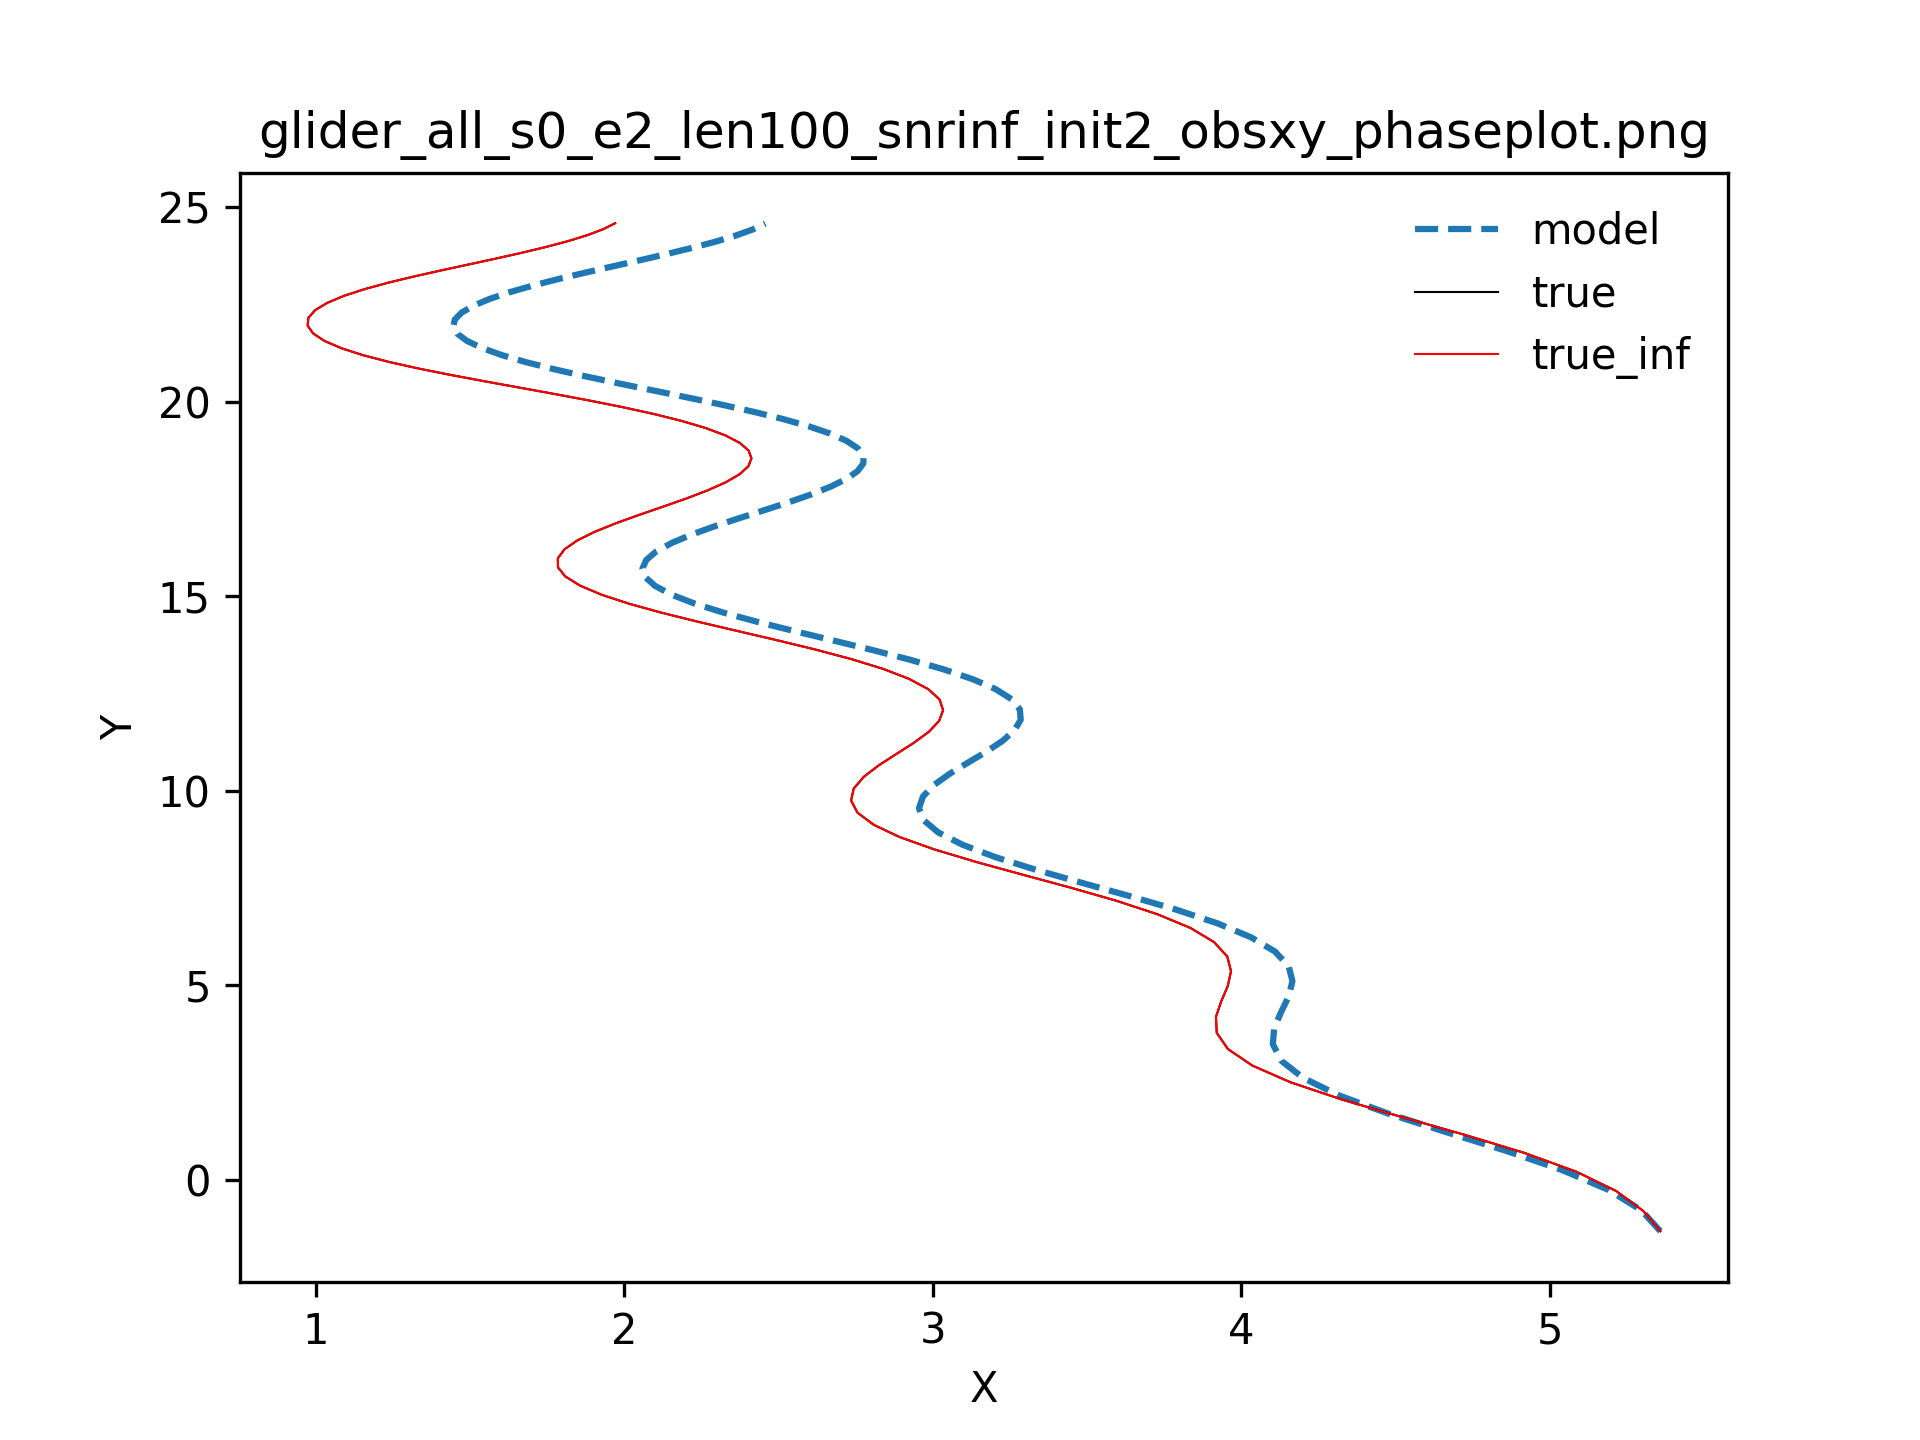 glider_all_s0_e2_len100_snrinf_init2_obsxy_phaseplot.png
25
20
15
10
5
0
Y
model
true
true_inf
1 2 3 4 5
X